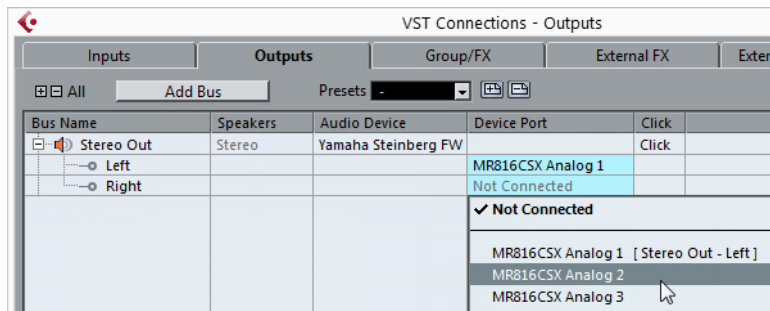 VST Connections - Outputs
Inputs Outputs Group/FX External FX Exter
All Add Bus Presets -
Bus Name Speakers Audio Device Device Port Click
Stereo Out Stereo Yamaha Steinberg FW Click
Left MR816CSX Analog 1
Right Not Connected
✓ Not Connected
MR816CSX Analog 1 [ Stereo Out - Left ]
MR816CSX Analog 2
MR816CSX Analog 3